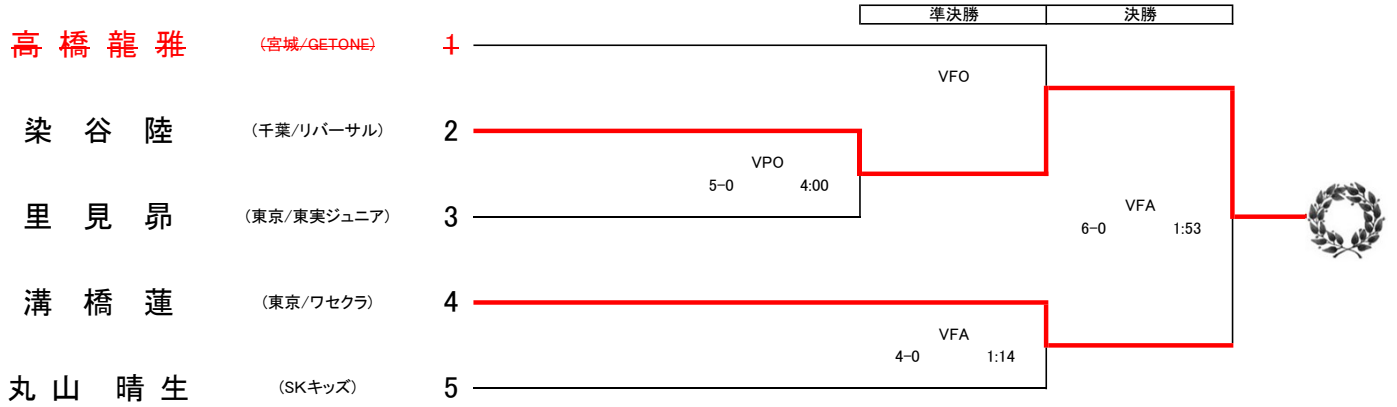 準決勝 決勝
高橋龍雅 (宮城/GETONE) 1
VFO
染谷陸 (千葉/リバーサル) 2
VPO
5-0 4:00
里見昴 (東京/東実ジュニア) 3
VFA
6-0 1:53
溝橋蓮 (東京/ワセクラ) 4
VFA
4-0 1:14
丸山 晴生 (SKキッズ) 5